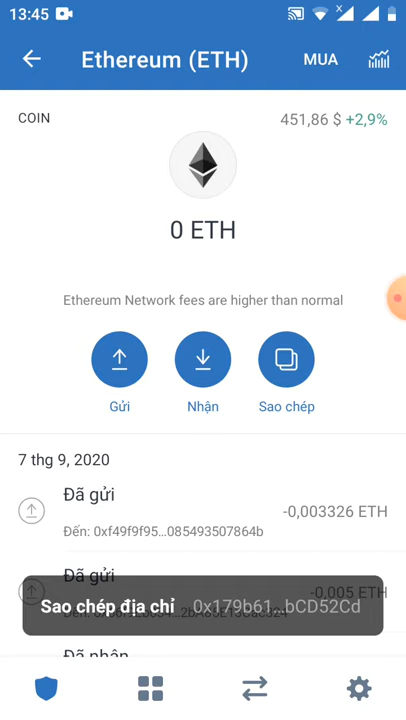 13:45
Ethereum (ETH)
MUA
COIN
451,86 $ +2,9%
0 ETH
Ethereum Network fees are higher than normal
Gửi
Nhận
Sao chép
7 thg 9, 2020
Đã gửi
-0,003326 ETH
Đến: 0xf49f9f95...085493507864b
Đã gửi
-0,005 ETH
Sao chép địa chỉ 0x179b61...bCD52Cd
Đã nhận